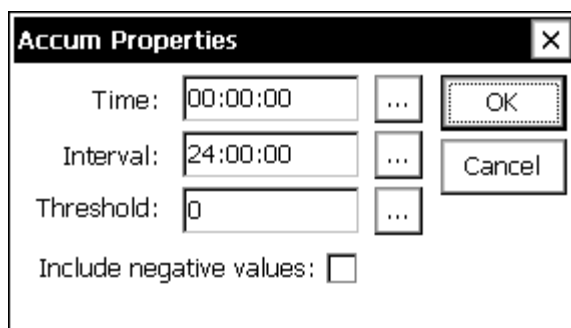 Accum Properties
Time: 00:00:00 ... OK
Interval: 24:00:00 ... Cancel
Threshold: 0 ...
Include negative values: